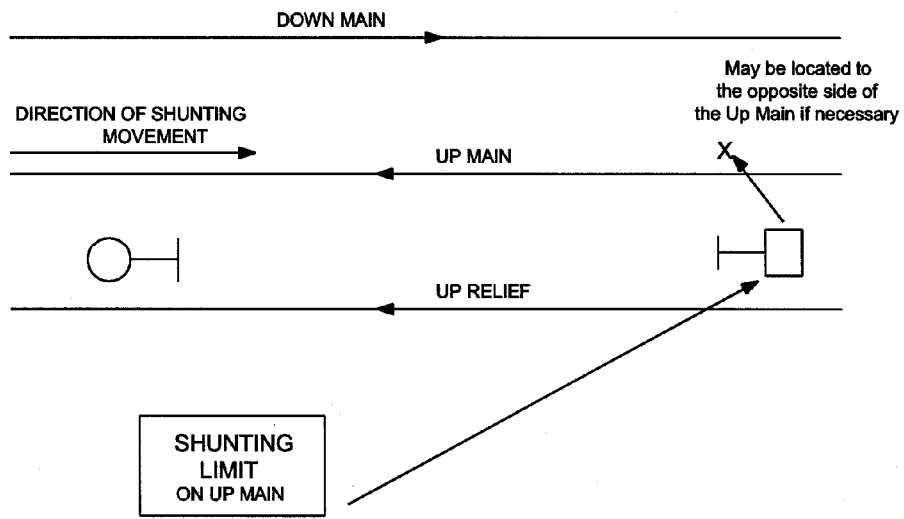 DOWN MAIN
May be located to
the opposite side of
the Up Main if necessary
DIRECTION OF SHUNTING
MOVEMENT
X
UP MAIN
UP RELIEF
SHUNTING
LIMIT
ON UP MAIN